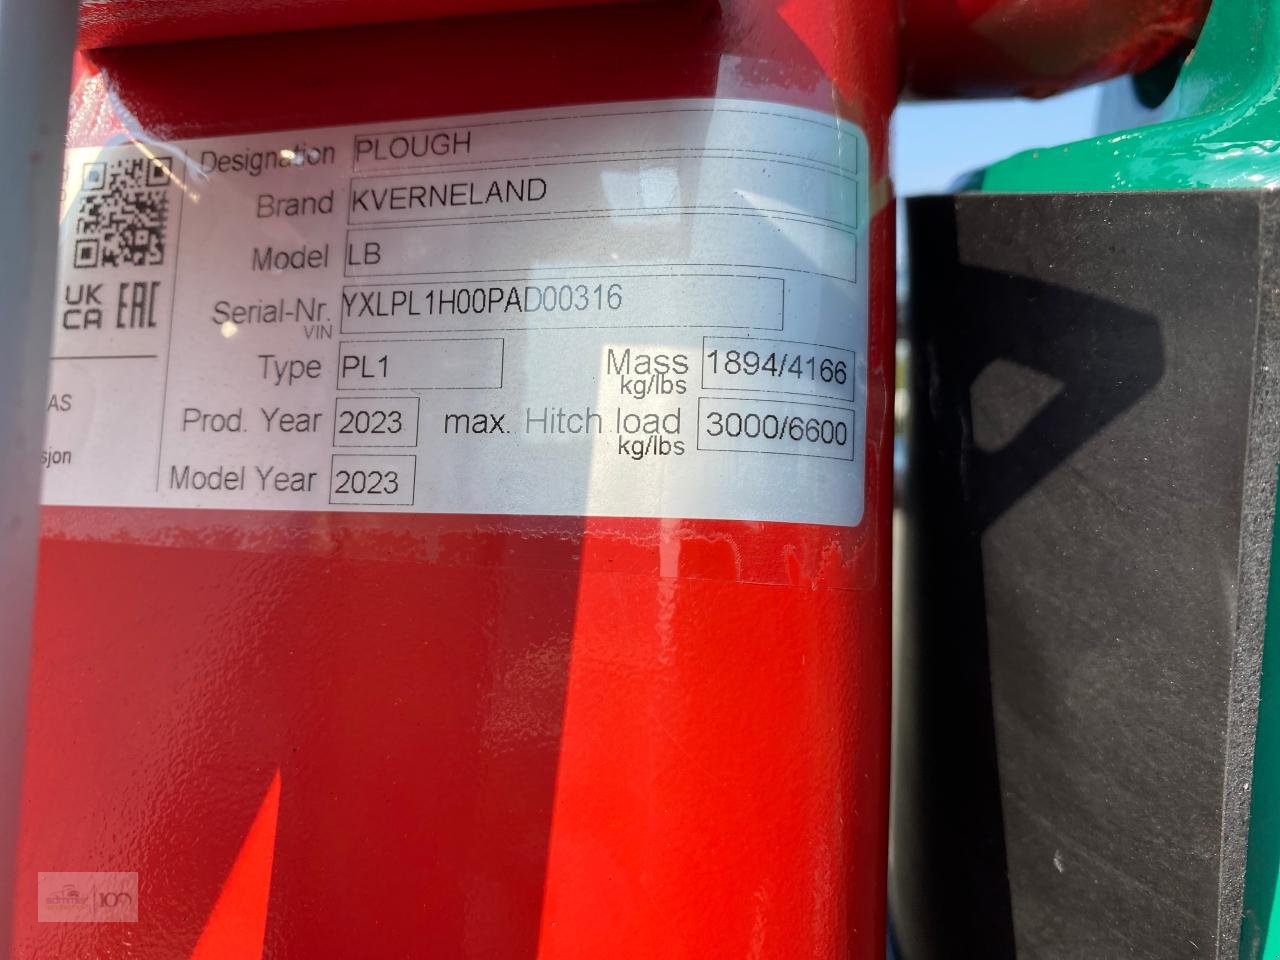 Designation PLOUGH
Brand KVERNELAND
Model LB
Serial-Nr. YXLPL1H00PAD00316
VIN
Type PL1 Mass 1894/4166
kg/lbs
Prod. Year 2023 max. Hitch load 3000/6600
kg/lbs
Model Year 2023
UK
CA EAC
AS
sjon